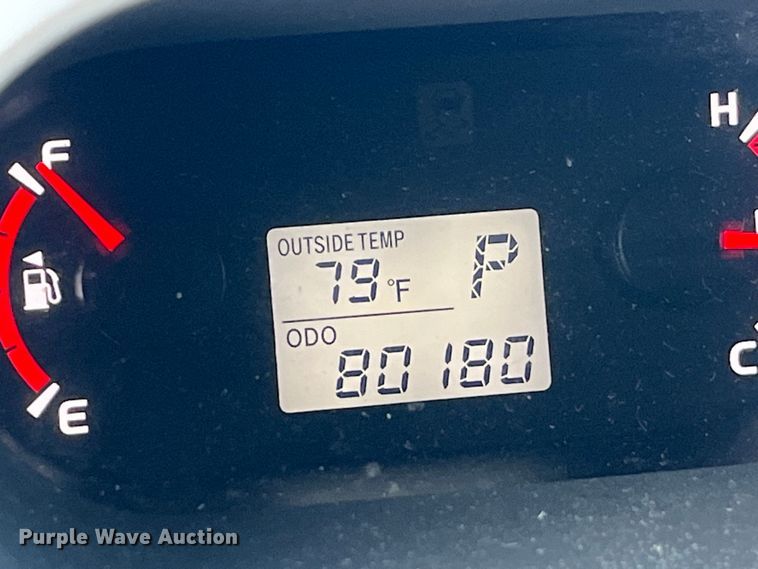 H
F
OUTSIDE TEMP
79 °F
P
ODO
80180
C
E
Purple Wave Auction